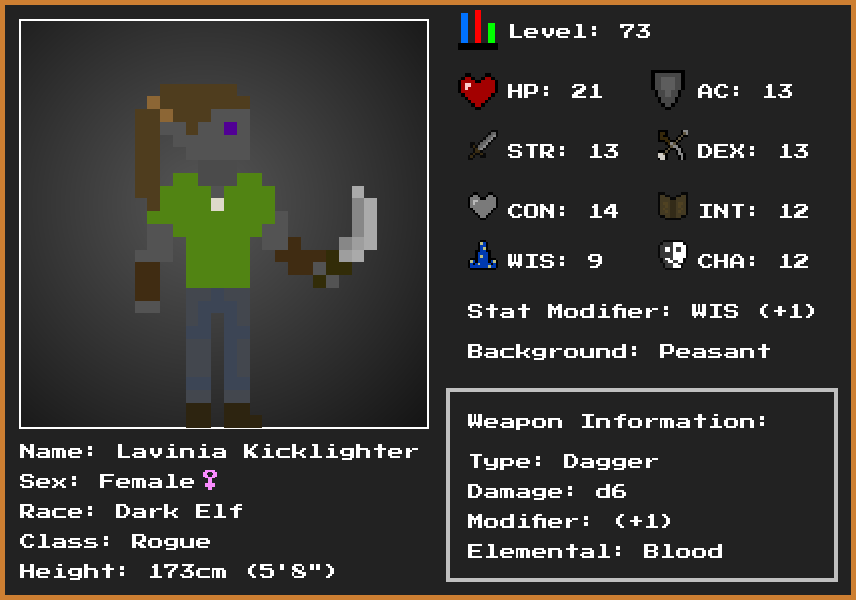 Level: 73
HP: 21 AC: 13
STR: 13 DEX: 13
CON: 14 INT: 12
WIS: 9 CHA: 12
Stat Modifier: WIS (+1)
Background: Peasant
Weapon Information:
Type: Dagger
Damage: d6
Modifier: (+1)
Elemental: Blood
Name: Lavinia Kicklighter
Sex: Female♀
Race: Dark Elf
Class: Rogue
Height: 173cm (5'8")